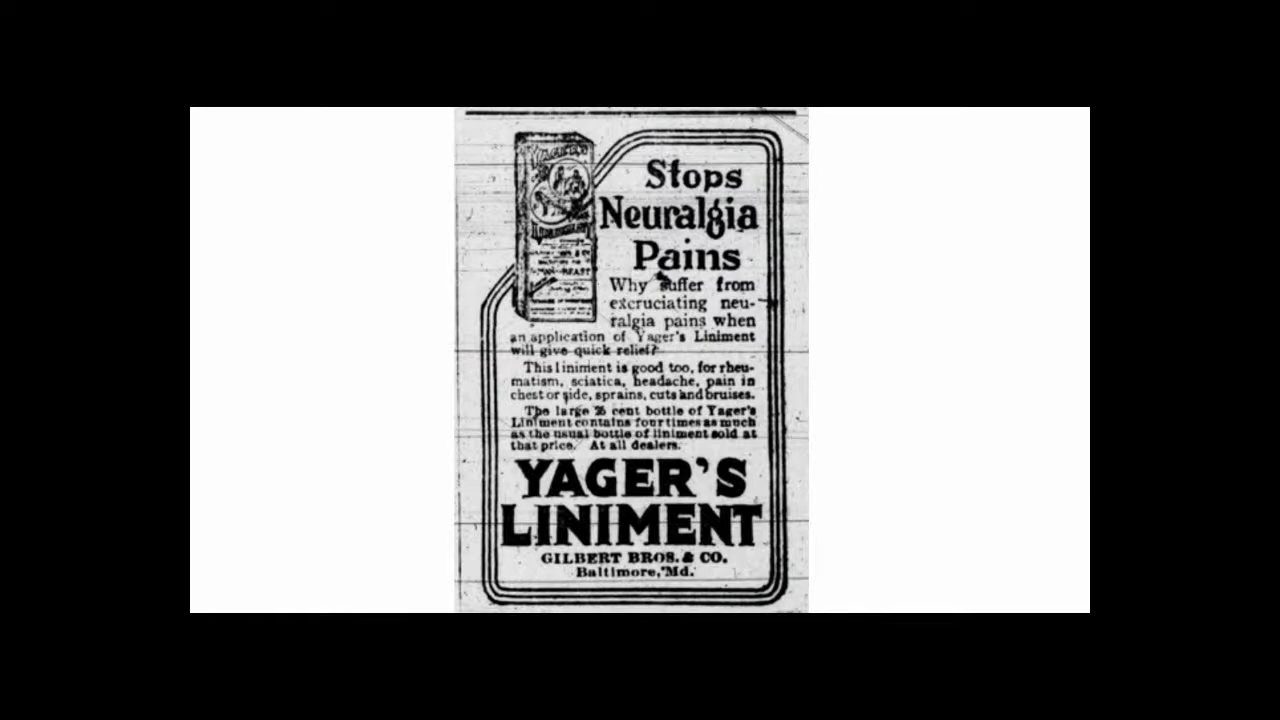 YAGER'S
LINIMENT
BEAST
Stops
Neuralgia
Pains
Why suffer from
excruciating neu-
ralgia pains when
an application of Yager's Liniment
will give quick relief?
This liniment is good too, for rheu-
matism, sciatica, headache, pain in
chest or side, sprains, cuts and bruises.
The large 25 cent bottle of Yager's
Liniment contains four times as much
as the usual bottle of liniment sold at
that price. At all dealers.
YAGER'S
LINIMENT
GILBERT BROS. & CO.
Baltimore, Md.